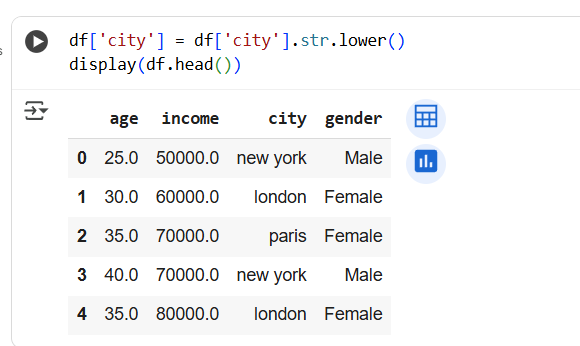 df['city'] = df['city'].str.lower()
display(df.head())
age income city gender
0 25.0 50000.0 new york Male
1 30.0 60000.0 london Female
2 35.0 70000.0 paris Female
3 40.0 70000.0 new york Male
4 35.0 80000.0 london Female